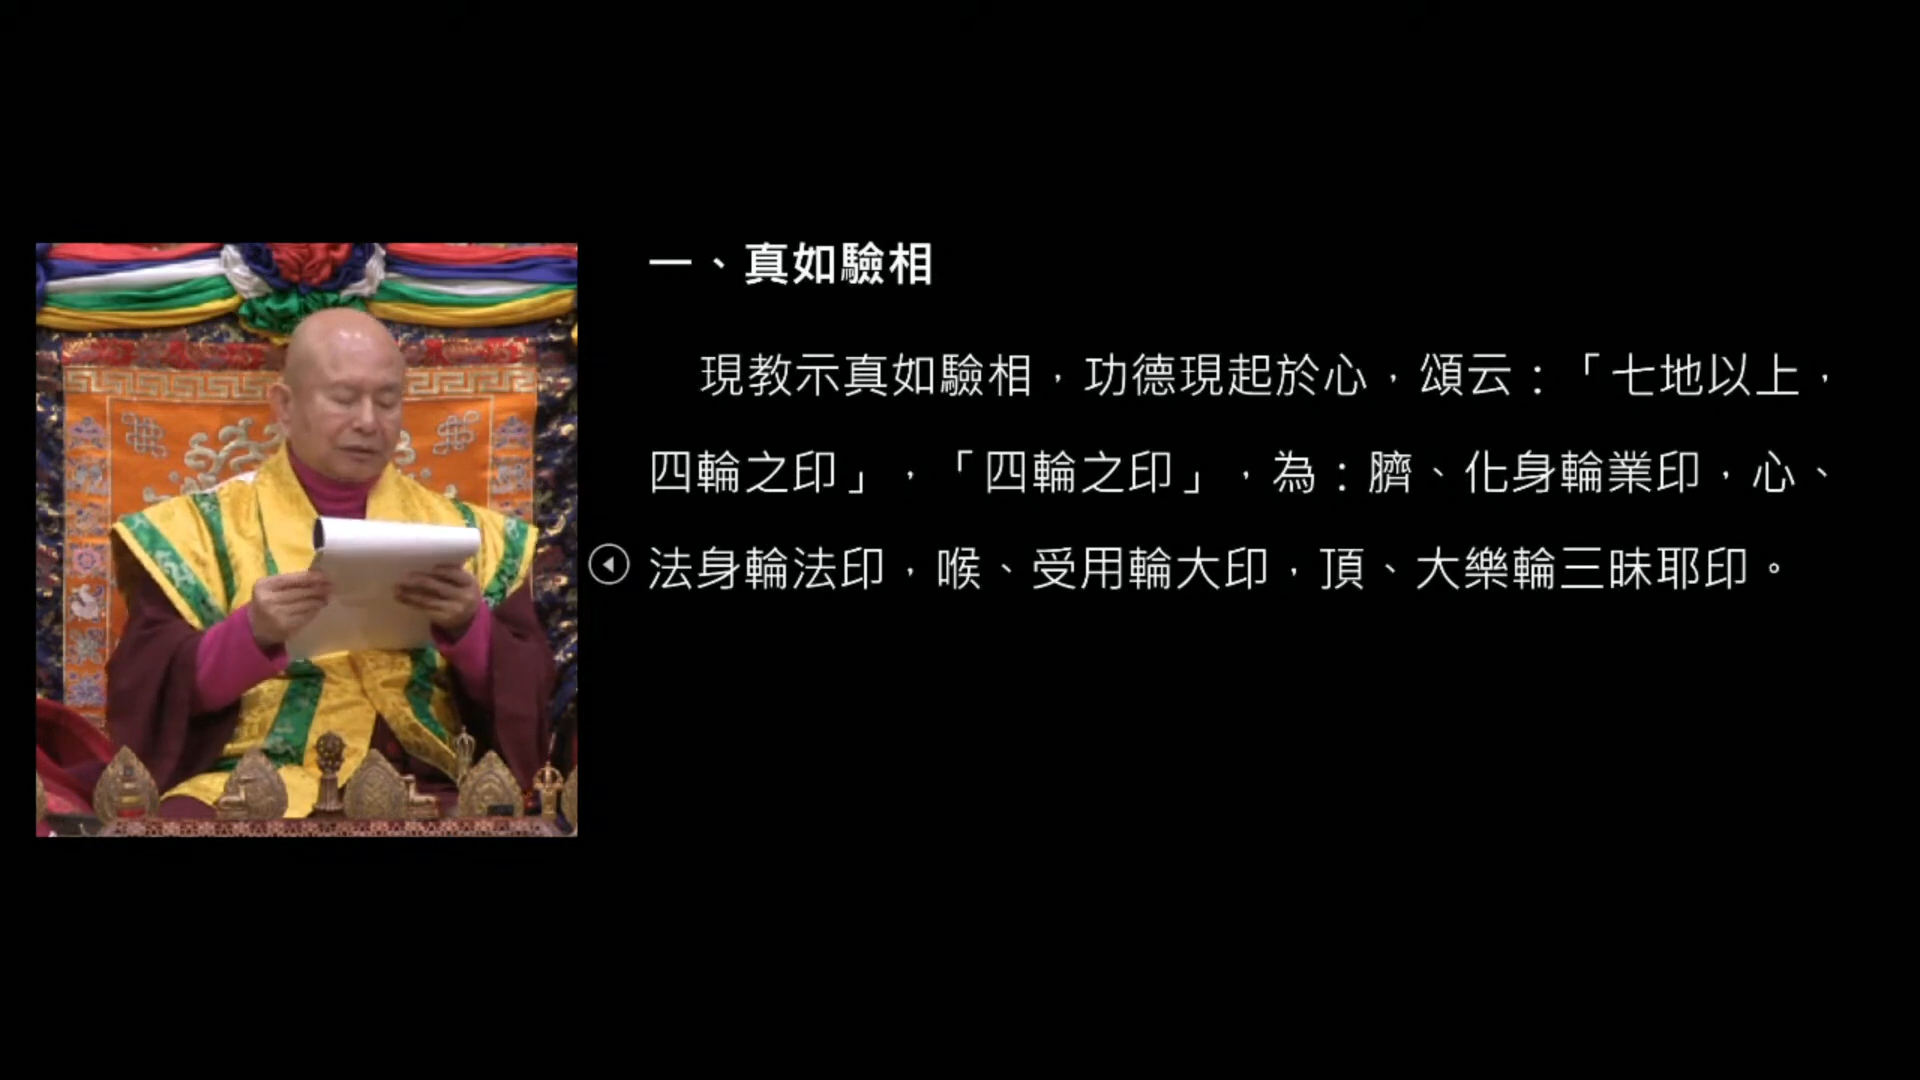 一、真如驗相
現教示真如驗相，功德現起於心，頌云：「七地以上，
四輪之印」，「四輪之印」，為：臍、化身輪業印，心、
法身輪法印，喉、受用輪大印，頂、大樂輪三昧耶印。